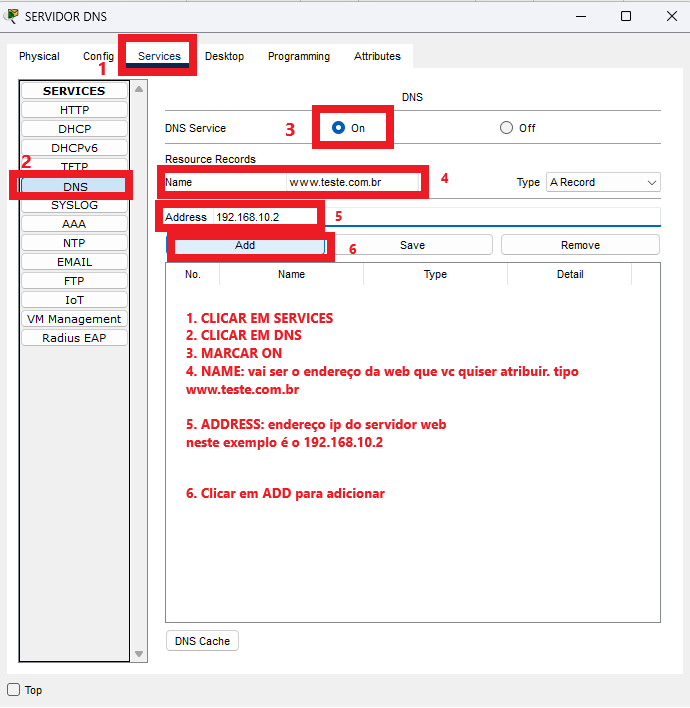 SERVIDOR DNS
Physical Config Services Desktop Programming Attributes
1
SERVICES
HTTP
DHCP
DHCPv6
TFTP
2
DNS
SYSLOG
AAA
NTP
EMAIL
FTP
IoT
VM Management
Radius EAP
DNS
DNS Service 3 On Off
Resource Records
Name www.teste.com.br 4 Type A Record
Address 192.168.10.2 5
Add 6 Save Remove
No. Name Type Detail
1. CLICAR EM SERVICES
2. CLICAR EM DNS
3. MARCAR ON
4. NAME: vai ser o endereço da web que vc quiser atribuir. tipo
www.teste.com.br
5. ADDRESS: endereço ip do servidor web
neste exemplo é o 192.168.10.2
6. Clicar em ADD para adicionar
DNS Cache
Top